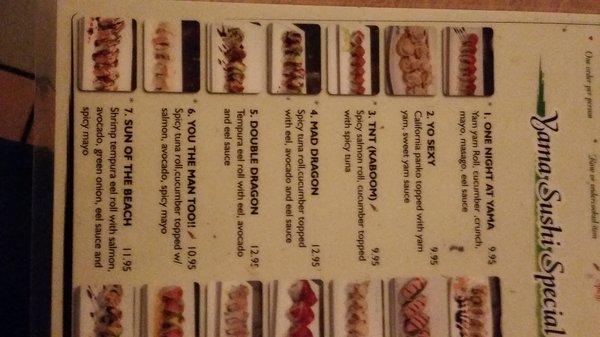 One order per person
* Raw or undercooked item
Yama Sushi Special
* 1. ONE NIGHT AT YAMA 9.95
Yam yam Roll, cucumber ,crunch,
mayo, masago, eel sauce
2. YO SEXY 9.95
California panko topped with yam
yam, sweet yam sauce
* 3. TNT (KABOOM) 9.95
Spicy salmon roll, cucumber topped
with spicy tuna
* 4. MAD DRAGON 12.95
Spicy tuna roll,cucumber topped
with eel, avocado and eel sauce
5. DOUBLE DRAGON 12.95
Tempura eel roll with eel, avocado
and eel sauce
* 6. YOU THE MAN TOO!! 10.95
Spicy tuna roll,cucumber topped w/
salmon, avocado, spicy mayo
* 7. SUN OF THE BEACH 11.95
Shrimp tempura eel roll with salmon,
avocado, green onion, eel sauce and
spicy mayo